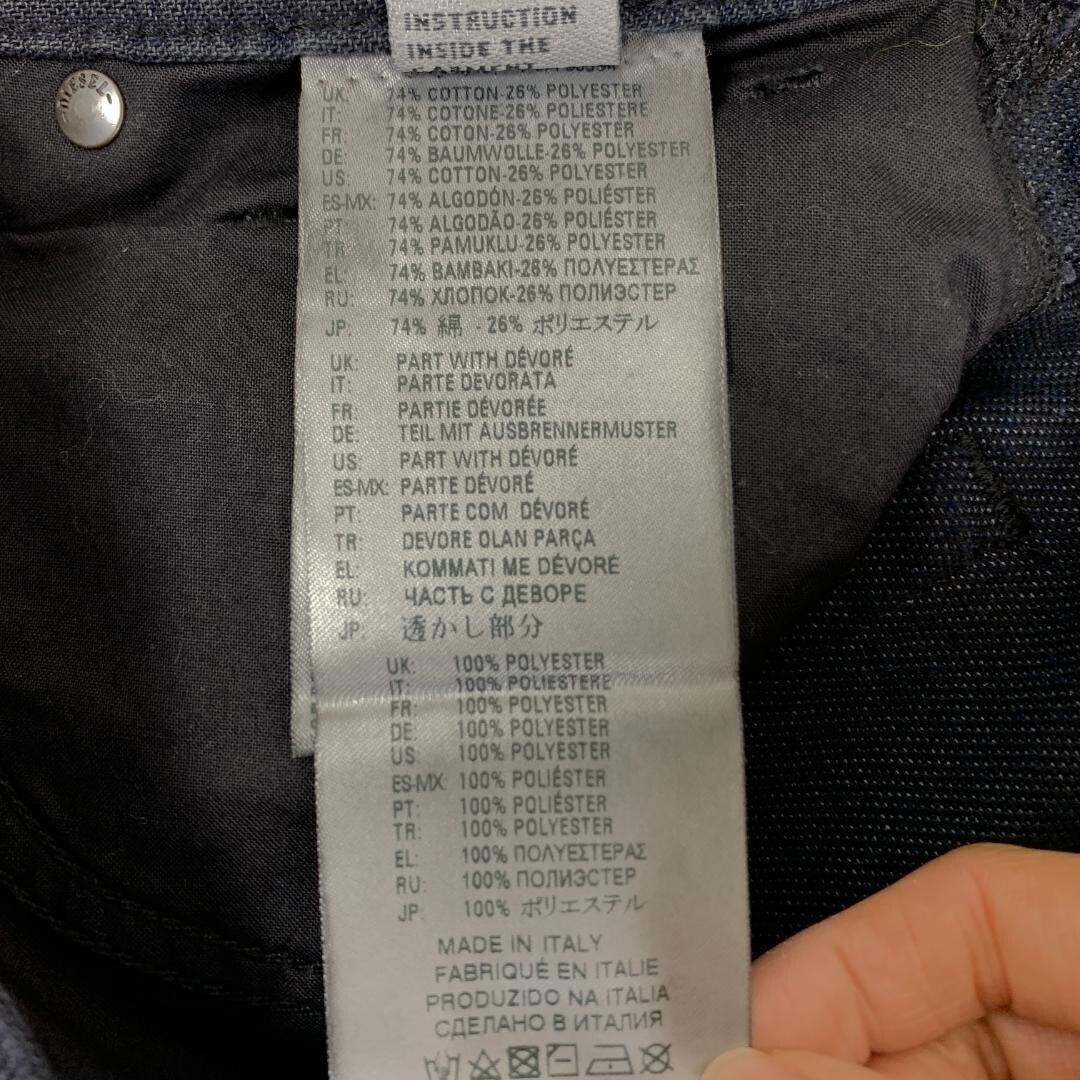 INSTRUCTION
INSIDE THE
DIESEL
UK: 74% COTTON-26% POLYESTER
IT: 74% COTONE-26% POLIESTERE
FR: 74% COTON-26% POLYESTER
DE: 74% BAUMWOLLE-26% POLYESTER
US: 74% COTTON-26% POLYESTER
ES-MX: 74% ALGODÓN-26% POLIÉSTER
PT: 74% ALGODÃO-26% POLIÉSTER
TR: 74% PAMUKLU-26% POLYESTER
EL: 74% ΒΑΜΒΑΚΙ-26% ΠΟΛΥΕΣΤΕΡΑΣ
RU: 74% ХЛОПОК-26% ПОЛИЭСТЕР
JP: 74% 綿 -26% ポリエステル
UK: PART WITH DÉVORÉ
IT: PARTE DEVORATA
FR: PARTIE DÉVORÉE
DE: TEIL MIT AUSBRENNERMUSTER
US: PART WITH DÉVORÉ
ES-MX: PARTE DÉVORÉ
PT: PARTE COM DÉVORÉ
TR: DEVORE OLAN PARÇA
EL: ΚΟΜΜΑΤΙ ΜΕ DÉVORÉ
RU: ЧАСТЬ С ДЕВОРЕ
JP: 透かし部分
UK: 100% POLYESTER
IT: 100% POLIESTERE
FR: 100% POLYESTER
DE: 100% POLYESTER
US 100% POLYESTER
ES-MX: 100% POLIÉSTER
PT: 100% POLIÉSTER
TR: 100% POLYESTER
EL: 100% ΠΟΛΥΕΣΤΕΡΑΣ
RU: 100% ПОЛИЭСТЕР
JP: 100% ポリエステル
MADE IN ITALY
FABRIQUÉ EN ITALIE
PRODUZIDO NA ITALIA
СДЕЛАНО В ИТАЛИЯ